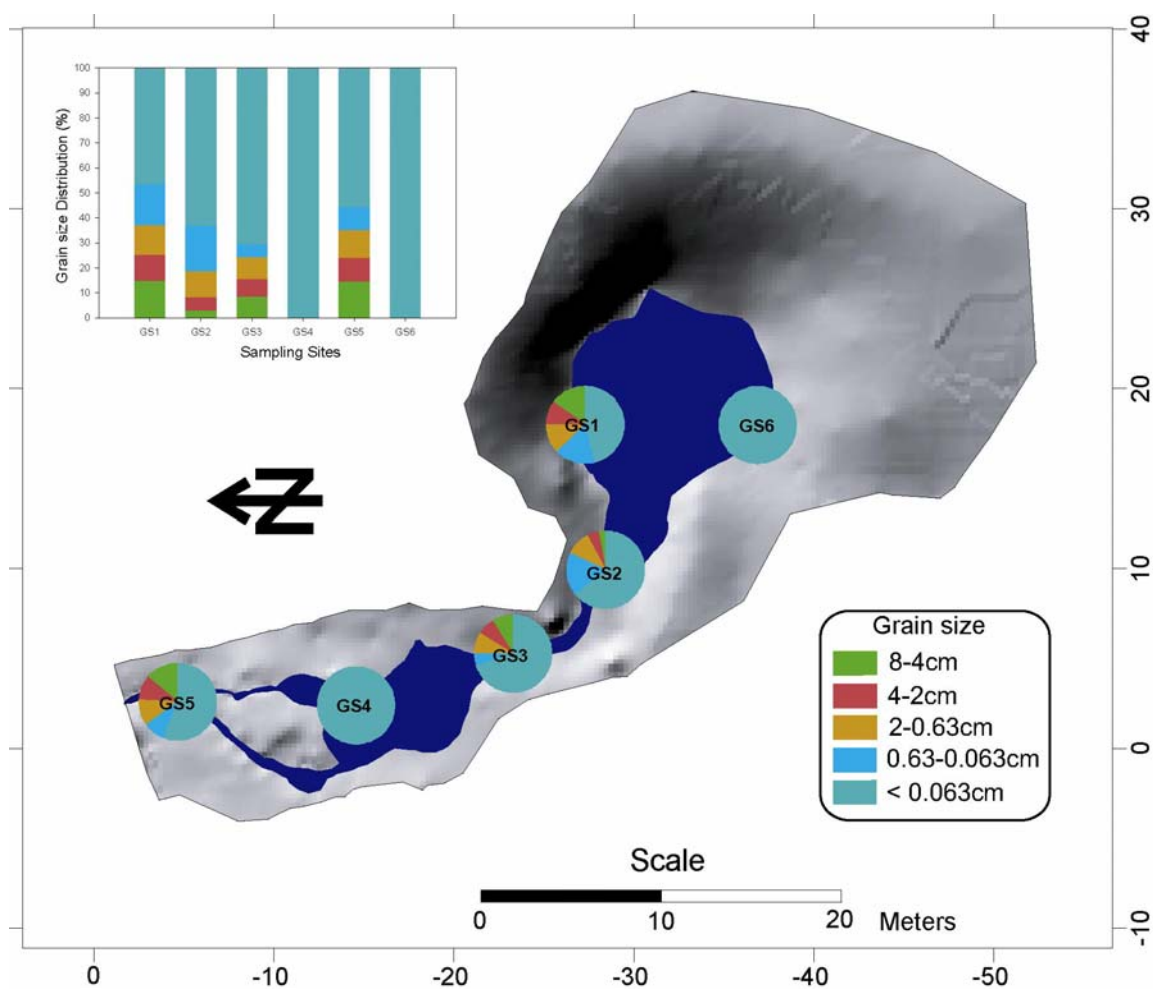 100
90
80
70
60
50
40
30
20
10
0
Grain size Distribution (%)
GS1 GS2 GS3 GS4 GS5 GS6
Sampling Sites
40
30
20
10
0
-10
GS1
GS6
GS2
GS3
GS5
GS4
N
Grain size
8-4cm
4-2cm
2-0.63cm
0.63-0.063cm
< 0.063cm
Scale
0 10 20 Meters
0 -10 -20 -30 -40 -50